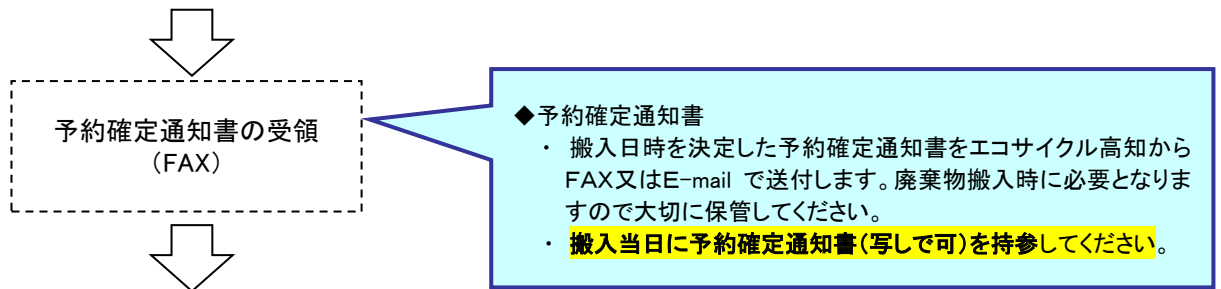 予約確定通知書の受領
(FAX)
◆予約確定通知書
・ 搬入日時を決定した予約確定通知書をエコサイクル高知から
FAX又はE-mail で送付します。廃棄物搬入時に必要となりま
すので大切に保管してください。
・ 搬入当日に予約確定通知書(写しで可)を持参してください。